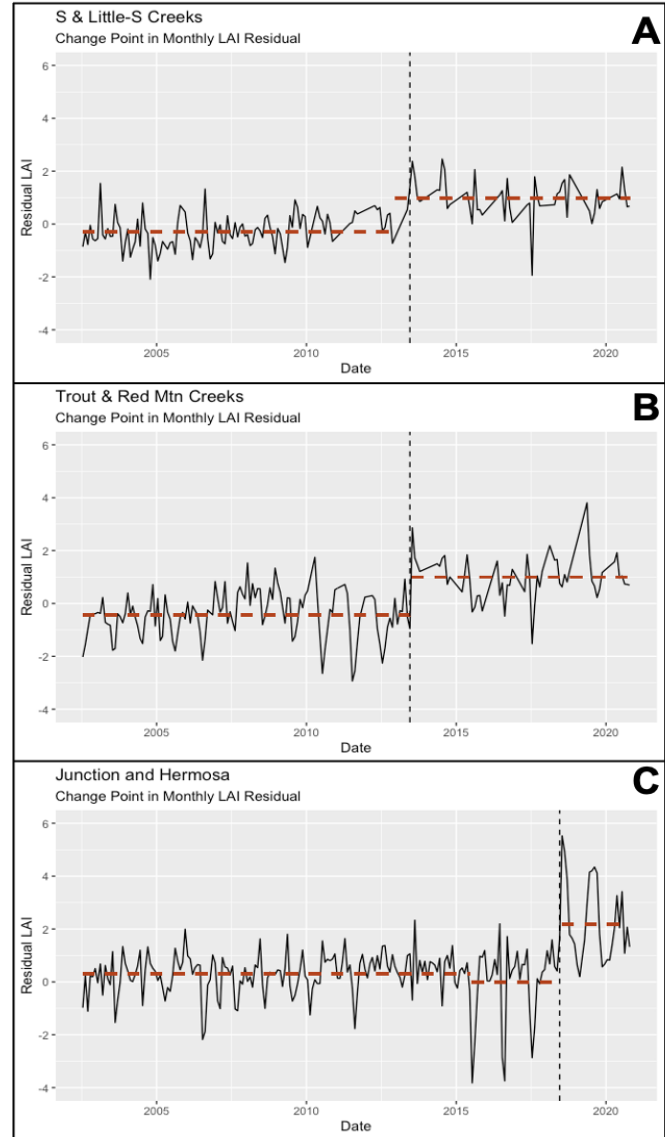 S & Little-S Creeks
A
Change Point in Monthly LAI Residual
6
4
2
0
-2
-4
Residual LAI
2005 2010 2015 2020
Date
Trout & Red Mtn Creeks
B
Change Point in Monthly LAI Residual
6
4
2
0
-2
-4
Residual LAI
2005 2010 2015 2020
Date
Junction and Hermosa
C
Change Point in Monthly LAI Residual
6
4
2
0
-2
-4
Residual LAI
2005 2010 2015 2020
Date